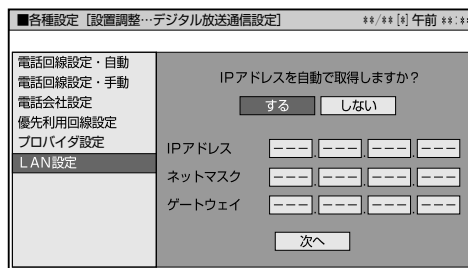 ■各種設定［設置調整…デジタル放送通信設定］ **/** [*] 午前 **:**
電話回線設定・自動
電話回線設定・手動
電話会社設定
優先利用回線設定
プロバイダ設定
LAN設定
IPアドレスを自動で取得しますか？
する しない
IPアドレス ---.---.---.---
ネットマスク ---.---.---.---
ゲートウェイ ---.---.---.---
次へ